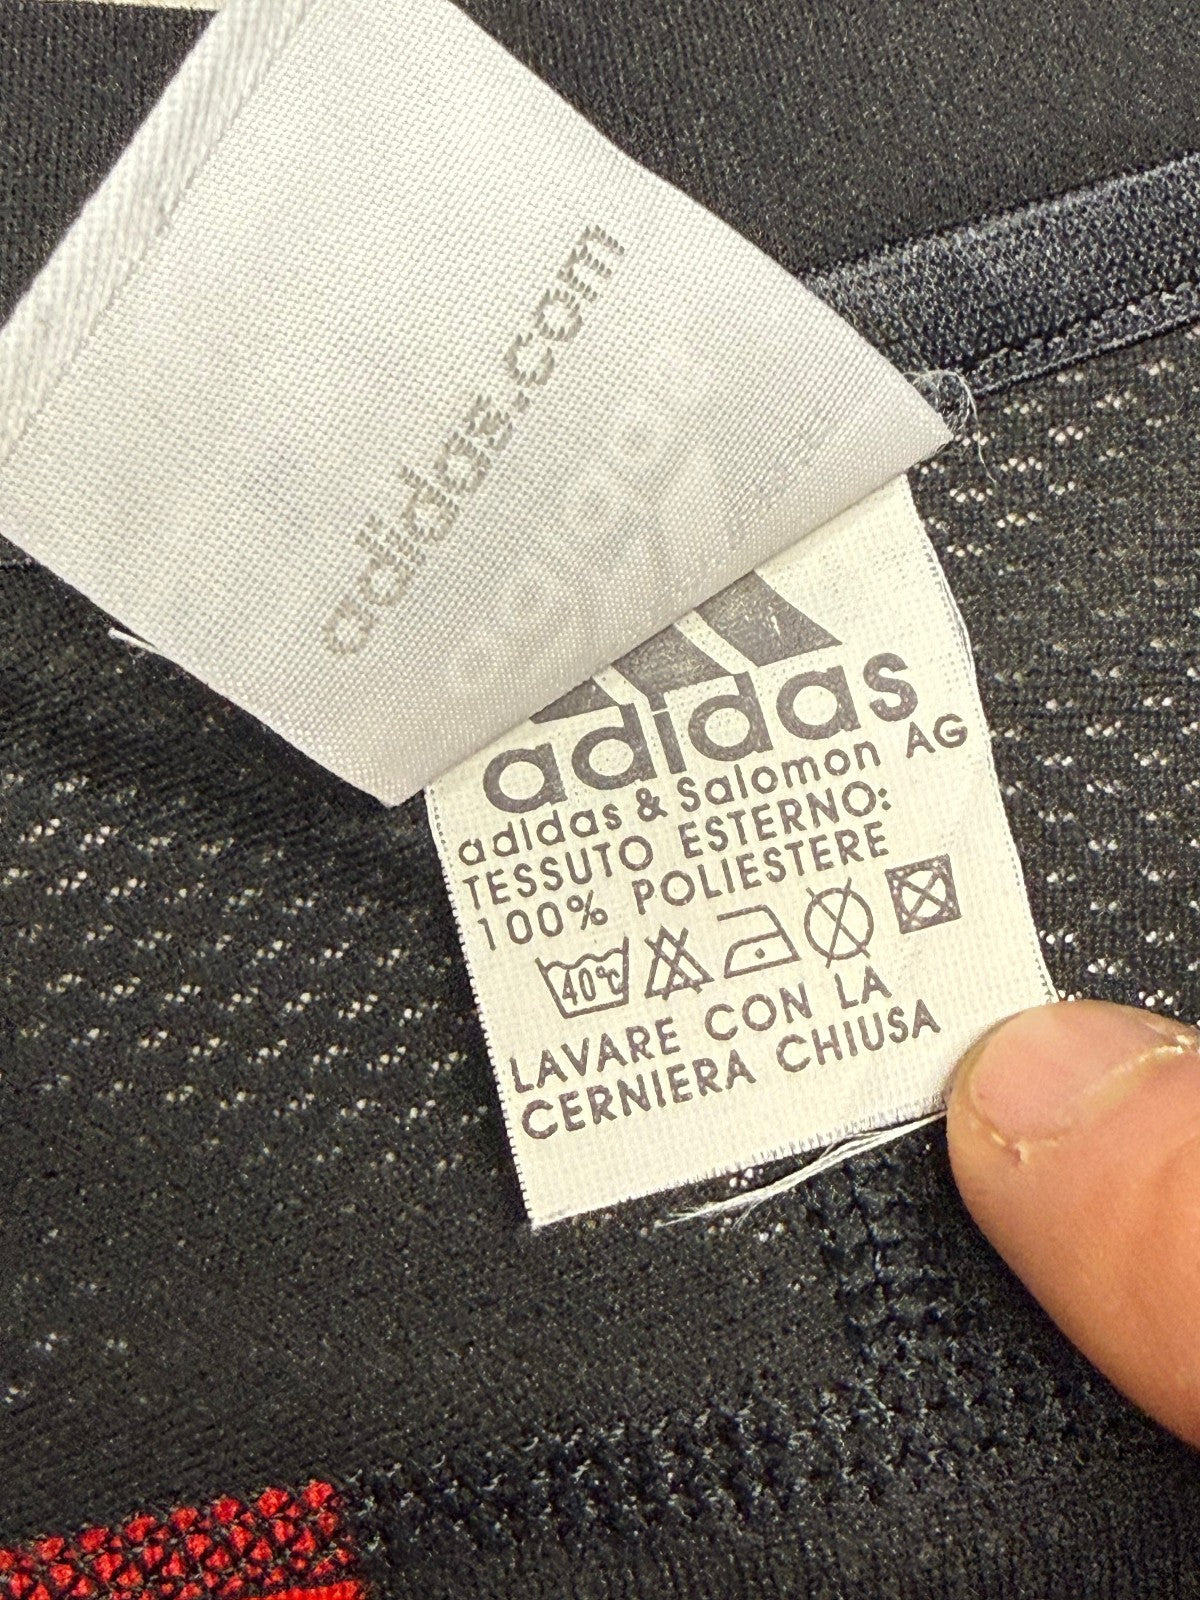 adidas.com
adidas
adidas & Salomon AG
TESSUTO ESTERNO:
100% POLIESTERE
40°C
LAVARE CON LA
CERNIERA CHIUSA